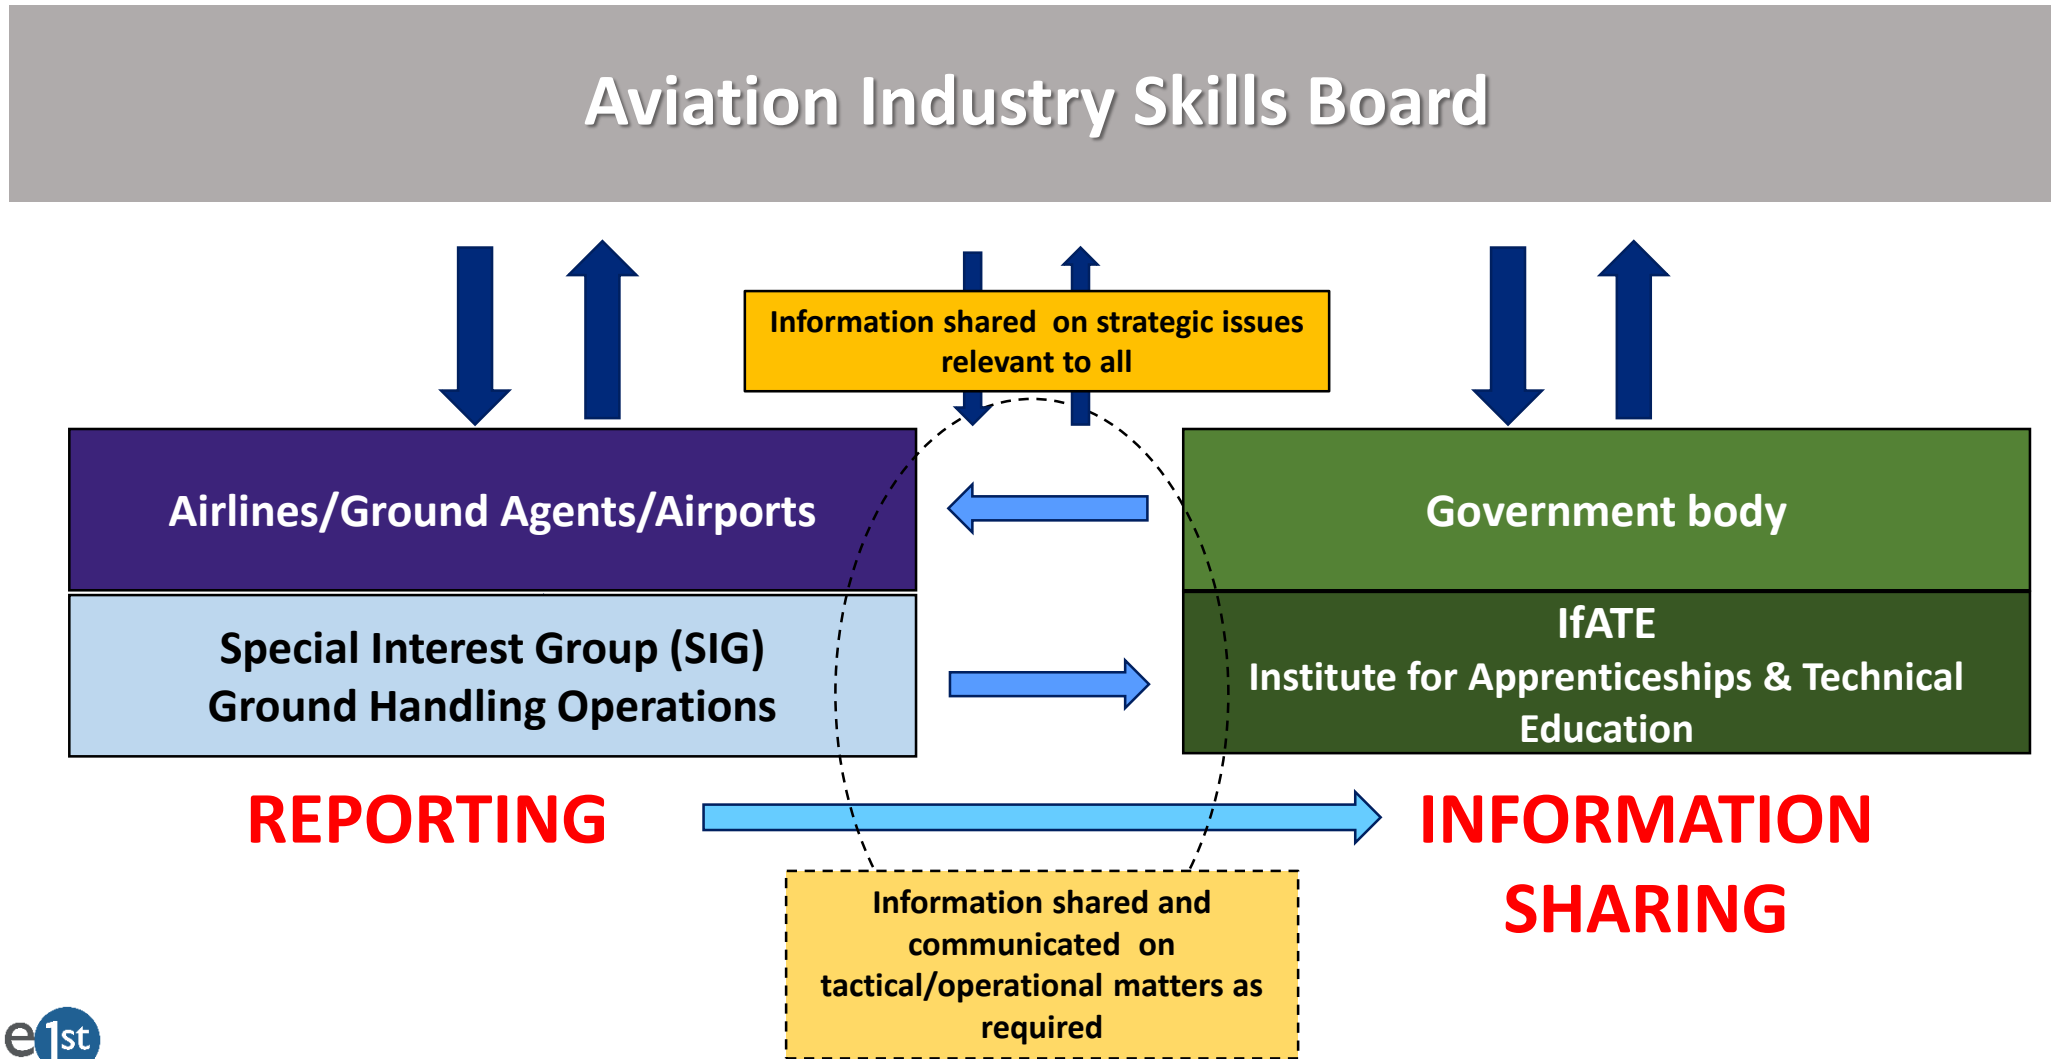 Aviation Industry Skills Board
Information shared  on strategic issues
relevant to all
Airlines/Ground Agents/Airports
Government body
Special Interest Group (SIG)
Ground Handling Operations
IfATE
Institute for Apprenticeships & Technical
Education
REPORTING
INFORMATION
SHARING
Information shared and
communicated  on
tactical/operational matters as
required
e1st